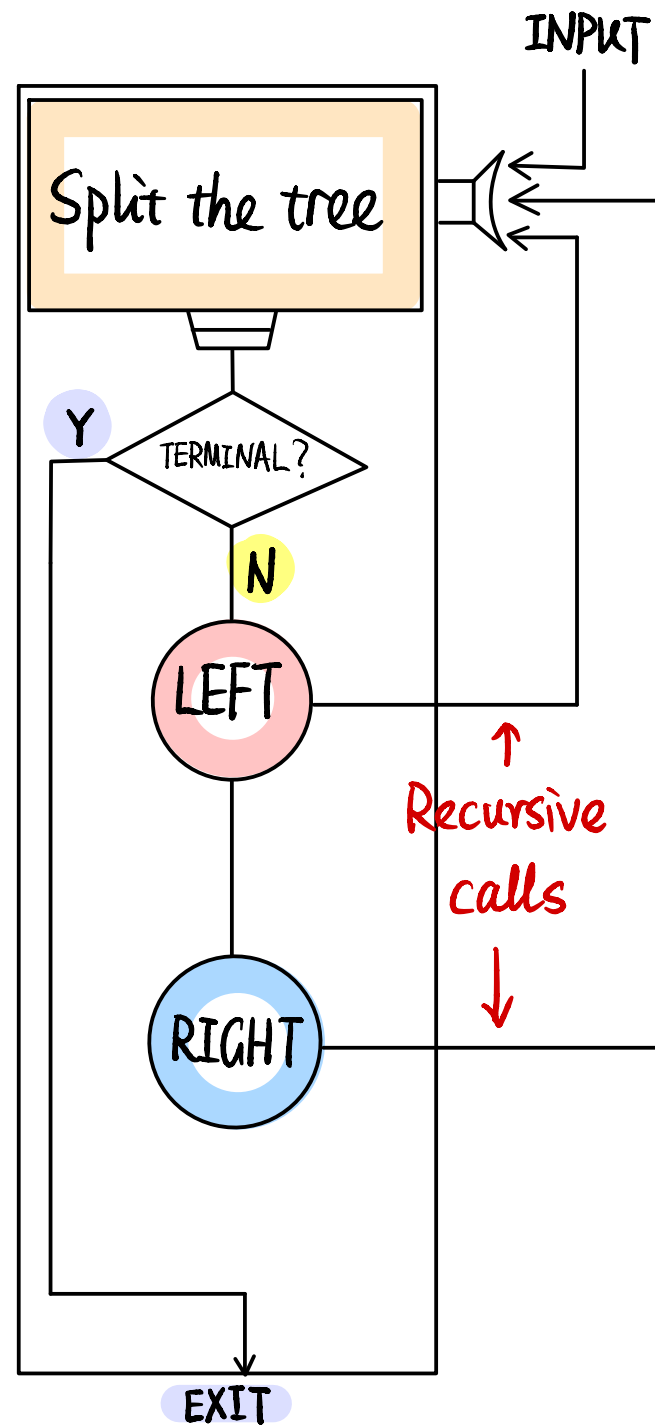 INPUT
Split the tree
Y
TERMINAL?
N
LEFT
Recursive
calls
RIGHT
EXIT